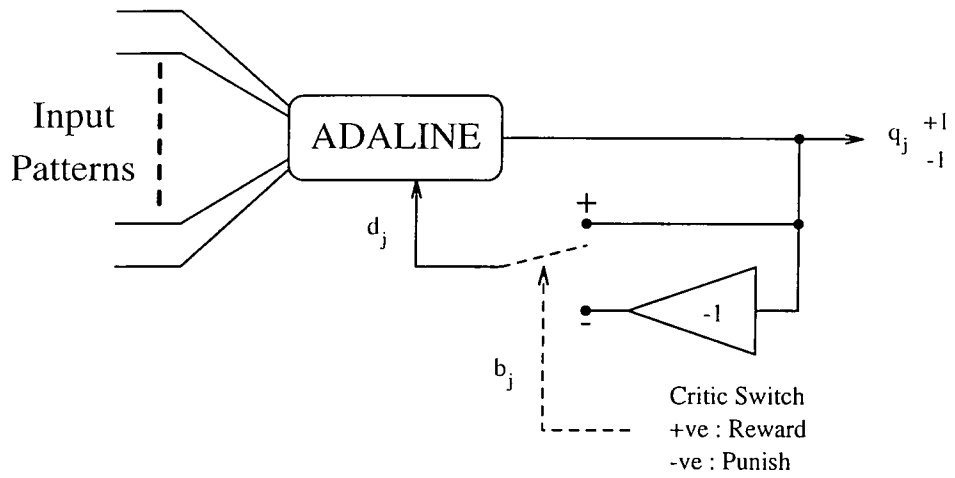 Input
Patterns
ADALINE
q_j +1
-1
d_j
+
-1
-
b_j
Critic Switch
+ve : Reward
-ve : Punish